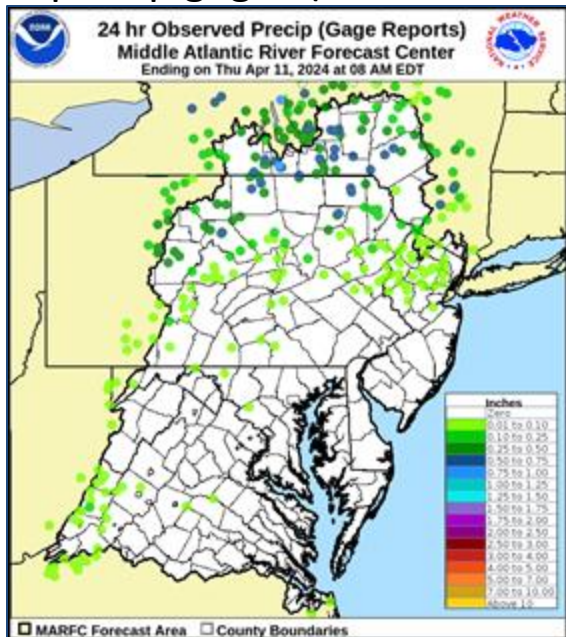 24 hr Observed Precip (Gage Reports)
Middle Atlantic River Forecast Center
Ending on Thu Apr 11, 2024 at 08 AM EDT
NOAA
NATIONAL WEATHER SERVICE
Inches
Zero
0.01 to 0.10
0.10 to 0.25
0.25 to 0.50
0.50 to 0.75
0.75 to 1.00
1.00 to 1.25
1.25 to 1.50
1.50 to 1.75
1.75 to 2.00
2.00 to 2.50
2.50 to 3.00
3.00 to 4.00
4.00 to 5.00
5.00 to 7.00
7.00 to 10.00
Above 10
MARFC Forecast Area County Boundaries